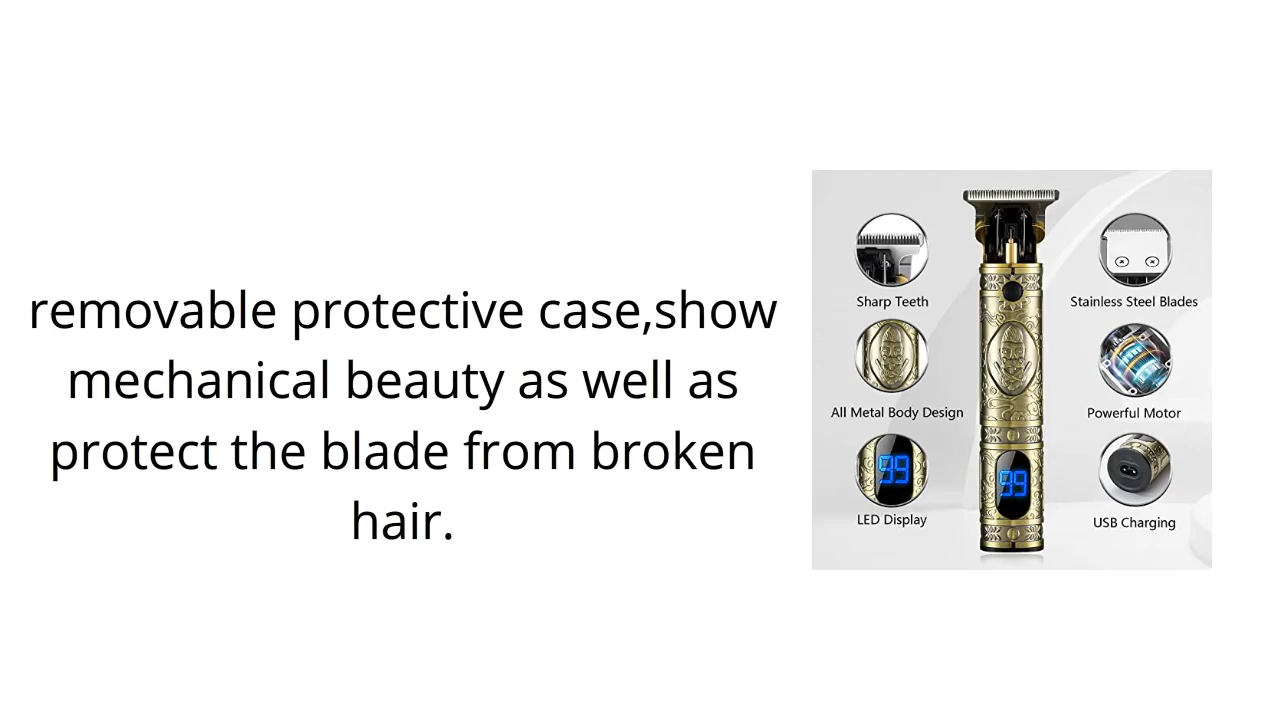 removable protective case,show
mechanical beauty as well as
protect the blade from broken
hair.
Sharp Teeth
Stainless Steel Blades
All Metal Body Design
Powerful Motor
99
99
LED Display
USB Charging